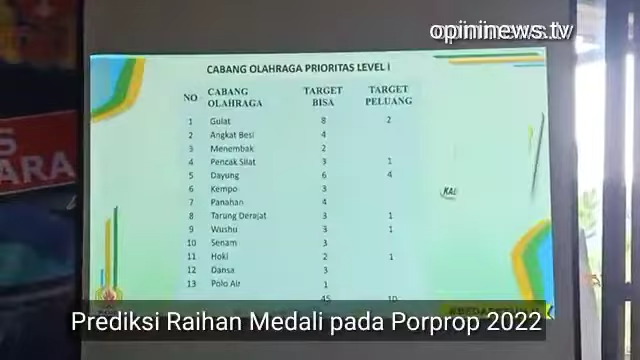 opininews.tv
CABANG OLAHRAGA PRIORITAS LEVEL I
NO CABANG OLAHRAGA TARGET BISA TARGET PELUANG
1 Gulat 8 2
2 Angkat Besi 4
3 Menembak 2
4 Pencak Silat 3 1
5 Dayung 6 4
6 Kempo 3
7 Panahan 4
8 Tarung Derajat 3 1
9 Wushu 3 1
10 Senam 3
11 Hoki 2 1
12 Dansa 3
13 Polo Air 1
45 10
KAL
ARA
Prediksi Raihan Medali pada Porprop 2022